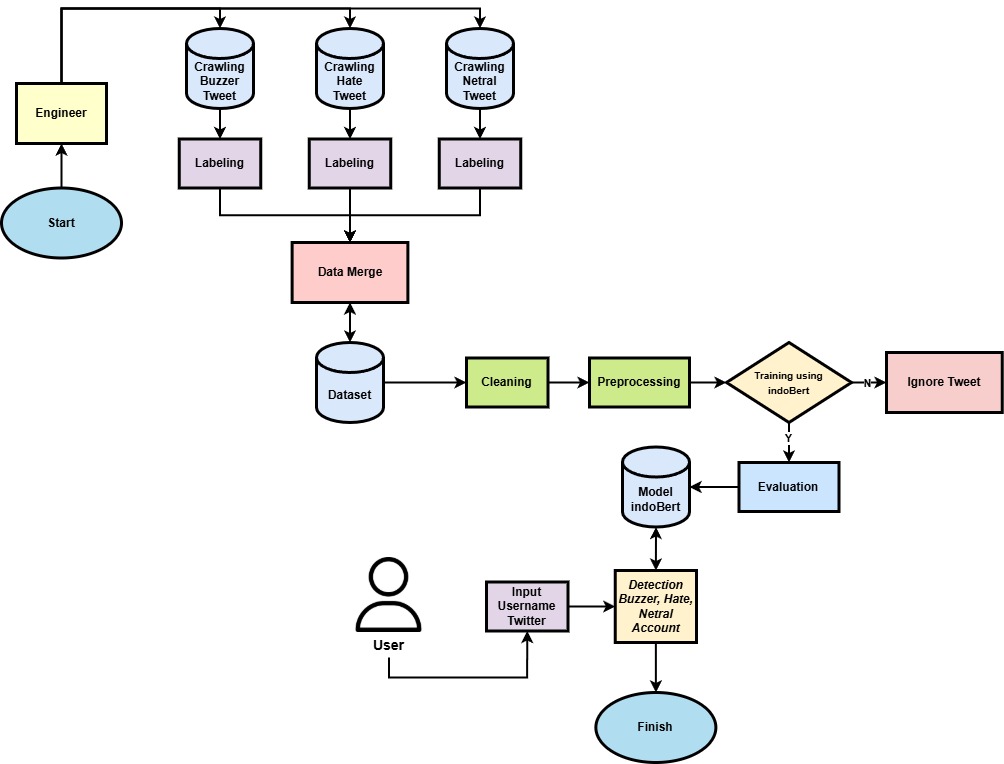 Crawling
Buzzer
Tweet
Crawling
Hate
Tweet
Crawling
Netral
Tweet
Engineer
Labeling
Labeling
Labeling
Start
Data Merge
Dataset
Cleaning
Preprocessing
Training using
indoBert
N
Ignore Tweet
Y
Model
indoBert
Evaluation
User
Input
Username
Twitter
Detection
Buzzer, Hate,
Netral
Account
Finish